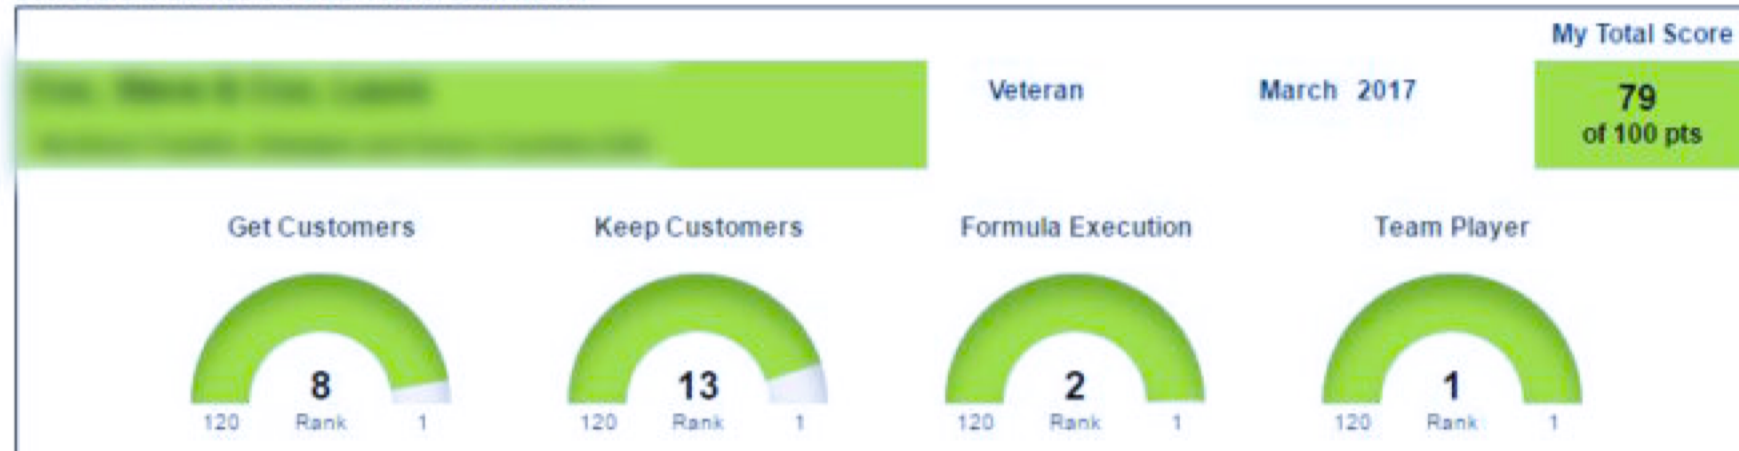 My Total Score
Veteran March 2017 79
of 100 pts
Get Customers Keep Customers Formula Execution Team Player
8 13 2 1
120 Rank 1 120 Rank 1 120 Rank 1 120 Rank 1